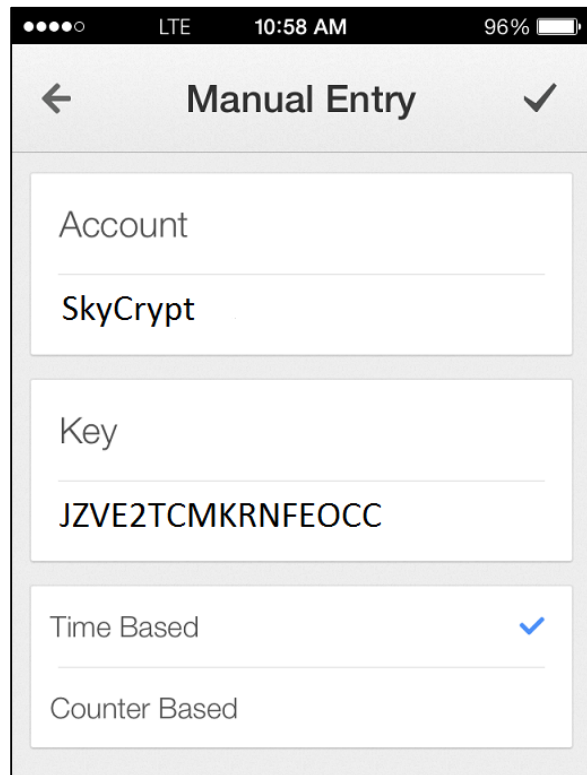 LTE 10:58 AM 96%
Manual Entry
Account
SkyCrypt
Key
JZVE2TCMKRNFEOCC
Time Based
Counter Based